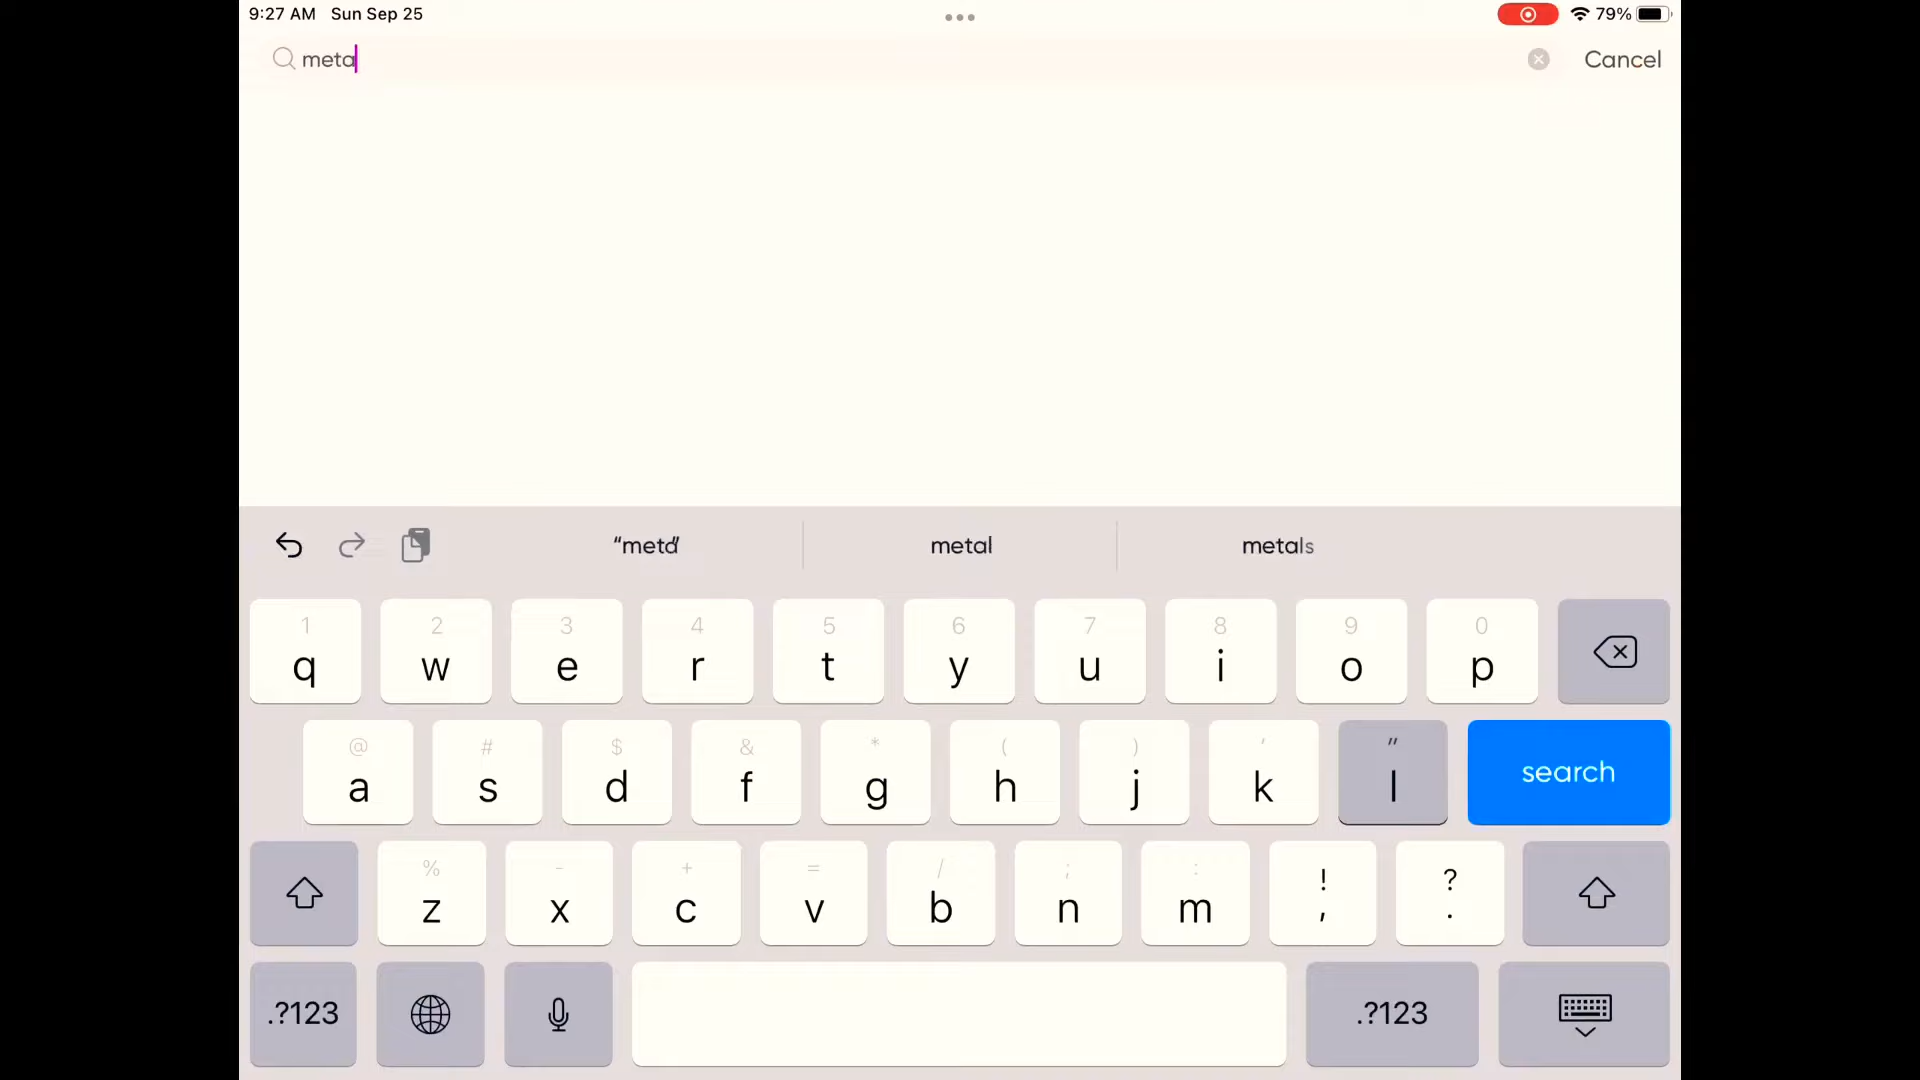 9:27 AM Sun Sep 25
79%
meta
Cancel
“meta” metal metals
1 2 3 4 5 6 7 8 9 0
q w e r t y u i o p
@ # $ & * ( ) ' "
a s d f g h j k l search
% - + = / ; : ! ?
z x c v b n m , .
.?123 .?123